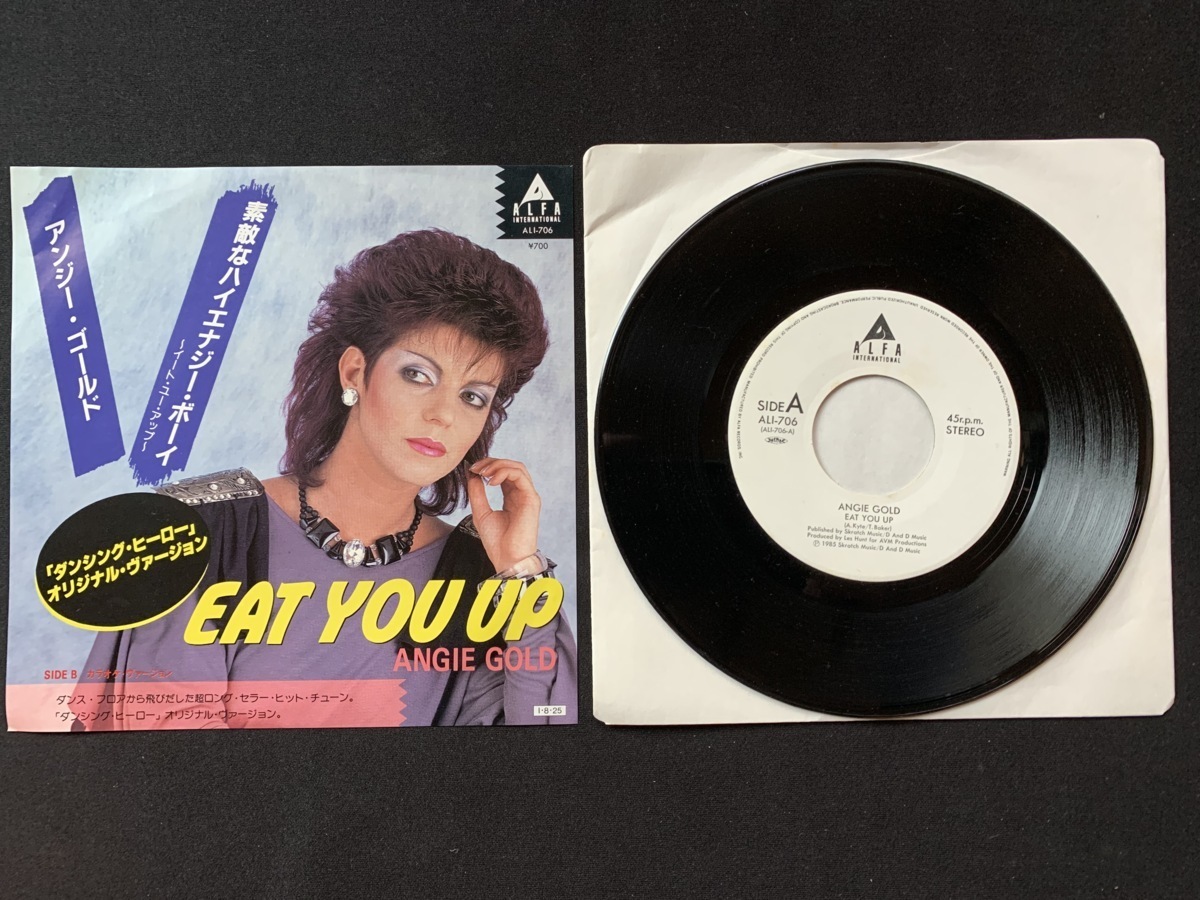 アンジー・ゴールド
素敵なハイエナジー・ボーイ
~イート・ユー・アップ~
ALFA
INTERNATIONAL
ALI-706
¥700
「ダンシング・ヒーロー」
オリジナル・ヴァージョン
EAT YOU UP
ANGIE GOLD
SIDE B カラオケ・ヴァージョン
ダンス・フロアから飛びだした超ロング・セラー・ヒット・チューン。
「ダンシング・ヒーロー」オリジナル・ヴァージョン。
I-8-25
ALFA
INTERNATIONAL
SIDE A
ALI-706
(ALI-706-A)
45r.p.m.
STEREO
ANGIE GOLD
EAT YOU UP
(A.Kyte/T.Baker)
Published by Skratch Music/D And D Music
Produced by Les Hunt for AVM Productions
Ⓟ 1985 Skratch Music/D And D Music